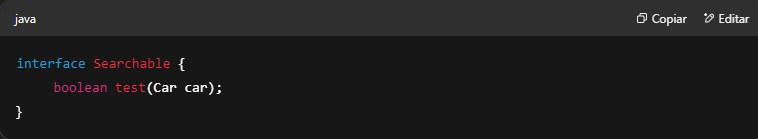 java Copiar Editar
interface Searchable {
boolean test(Car car);
}